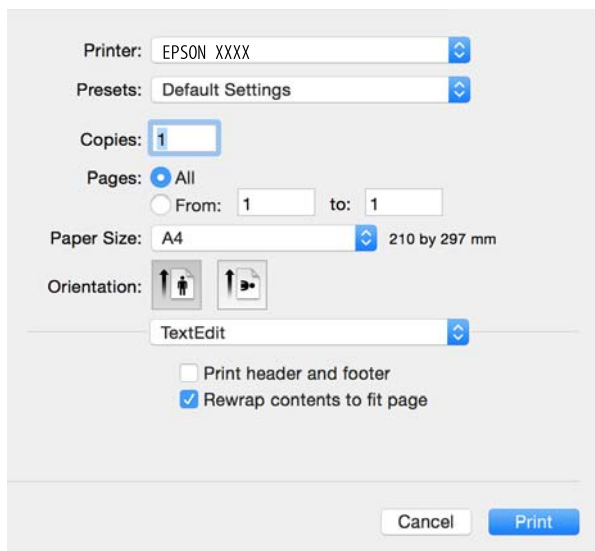 Printer: EPSON XXXX
Presets: Default Settings
Copies: 1
Pages: All
From: 1 to: 1
Paper Size: A4 210 by 297 mm
Orientation:
TextEdit
Print header and footer
Rewrap contents to fit page
Cancel Print